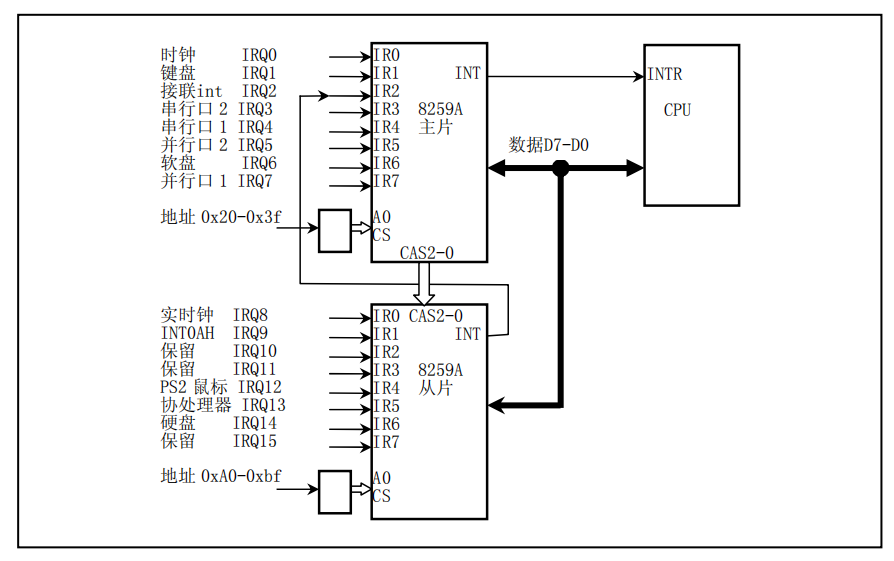 时钟 IRQ0
键盘 IRQ1
接联int IRQ2
串行口 2 IRQ3
串行口 1 IRQ4
并行口 2 IRQ5
软盘 IRQ6
并行口 1 IRQ7
地址 0x20-0x3f
IR0
IR1
IR2
IR3
IR4
IR5
IR6
IR7
A0
CS
INT
8259A
主片
CAS2-0
INTR
CPU
数据D7-D0
实时钟 IRQ8
INT0AH IRQ9
保留 IRQ10
保留 IRQ11
PS2 鼠标 IRQ12
协处理器 IRQ13
硬盘 IRQ14
保留 IRQ15
地址 0xA0-0xbf
IR0
IR1
IR2
IR3
IR4
IR5
IR6
IR7
A0
CS
CAS2-0
INT
8259A
从片